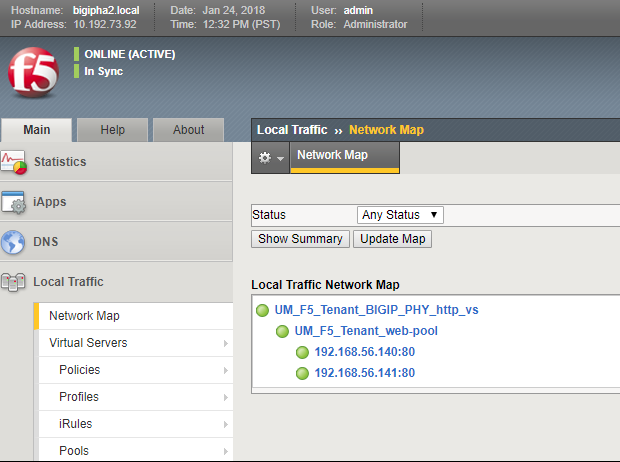 Hostname: bigipha2.local Date: Jan 24, 2018 User: admin
IP Address: 10.192.73.92 Time: 12:32 PM (PST) Role: Administrator
f5
ONLINE (ACTIVE)
In Sync
Main Help About
Local Traffic ›› Network Map
Network Map
Statistics
iApps
DNS
Local Traffic
Network Map
Virtual Servers
Policies
Profiles
iRules
Pools
Status Any Status
Show Summary Update Map
Local Traffic Network Map
UM_F5_Tenant_BIGIP_PHY_http_vs
UM_F5_Tenant_web-pool
192.168.56.140:80
192.168.56.141:80